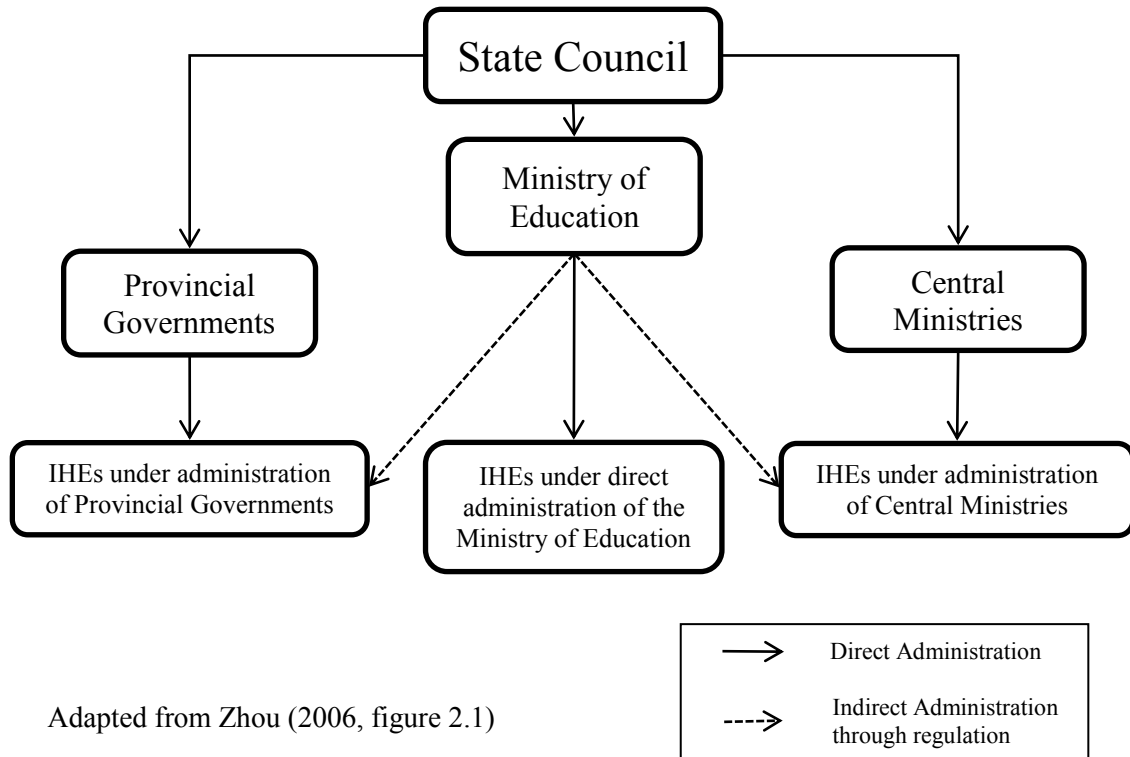 State Council
Ministry of
Education
Provincial
Governments
Central
Ministries
IHEs under administration
of Provincial Governments
IHEs under direct
administration of the
Ministry of Education
IHEs under administration
of Central Ministries
Direct Administration
Indirect Administration
through regulation
Adapted from Zhou (2006, figure 2.1)